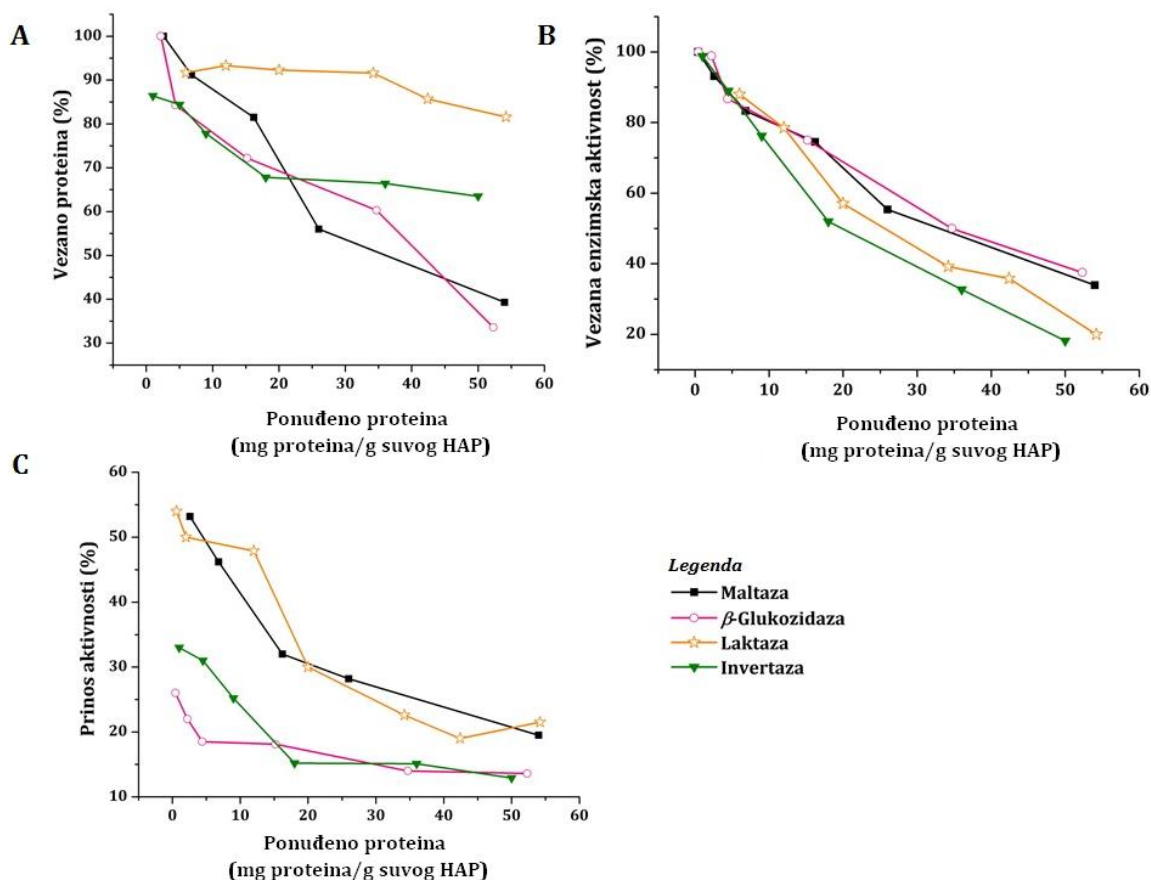 A
Vezano proteina (%)
100
90
80
70
60
50
40
30
0 10 20 30 40 50 60
Ponuđeno proteina
(mg proteina/g suvog HAP)
B
Vezana enzimska aktivnost (%)
100
80
60
40
20
0 10 20 30 40 50 60
Ponuđeno proteina
(mg proteina/g suvog HAP)
C
Prinos aktivnosti (%)
60
50
40
30
20
10
0 10 20 30 40 50 60
Ponuđeno proteina
(mg proteina/g suvog HAP)
Legenda
Maltaza
β-Glukozidaza
Laktaza
Invertaza